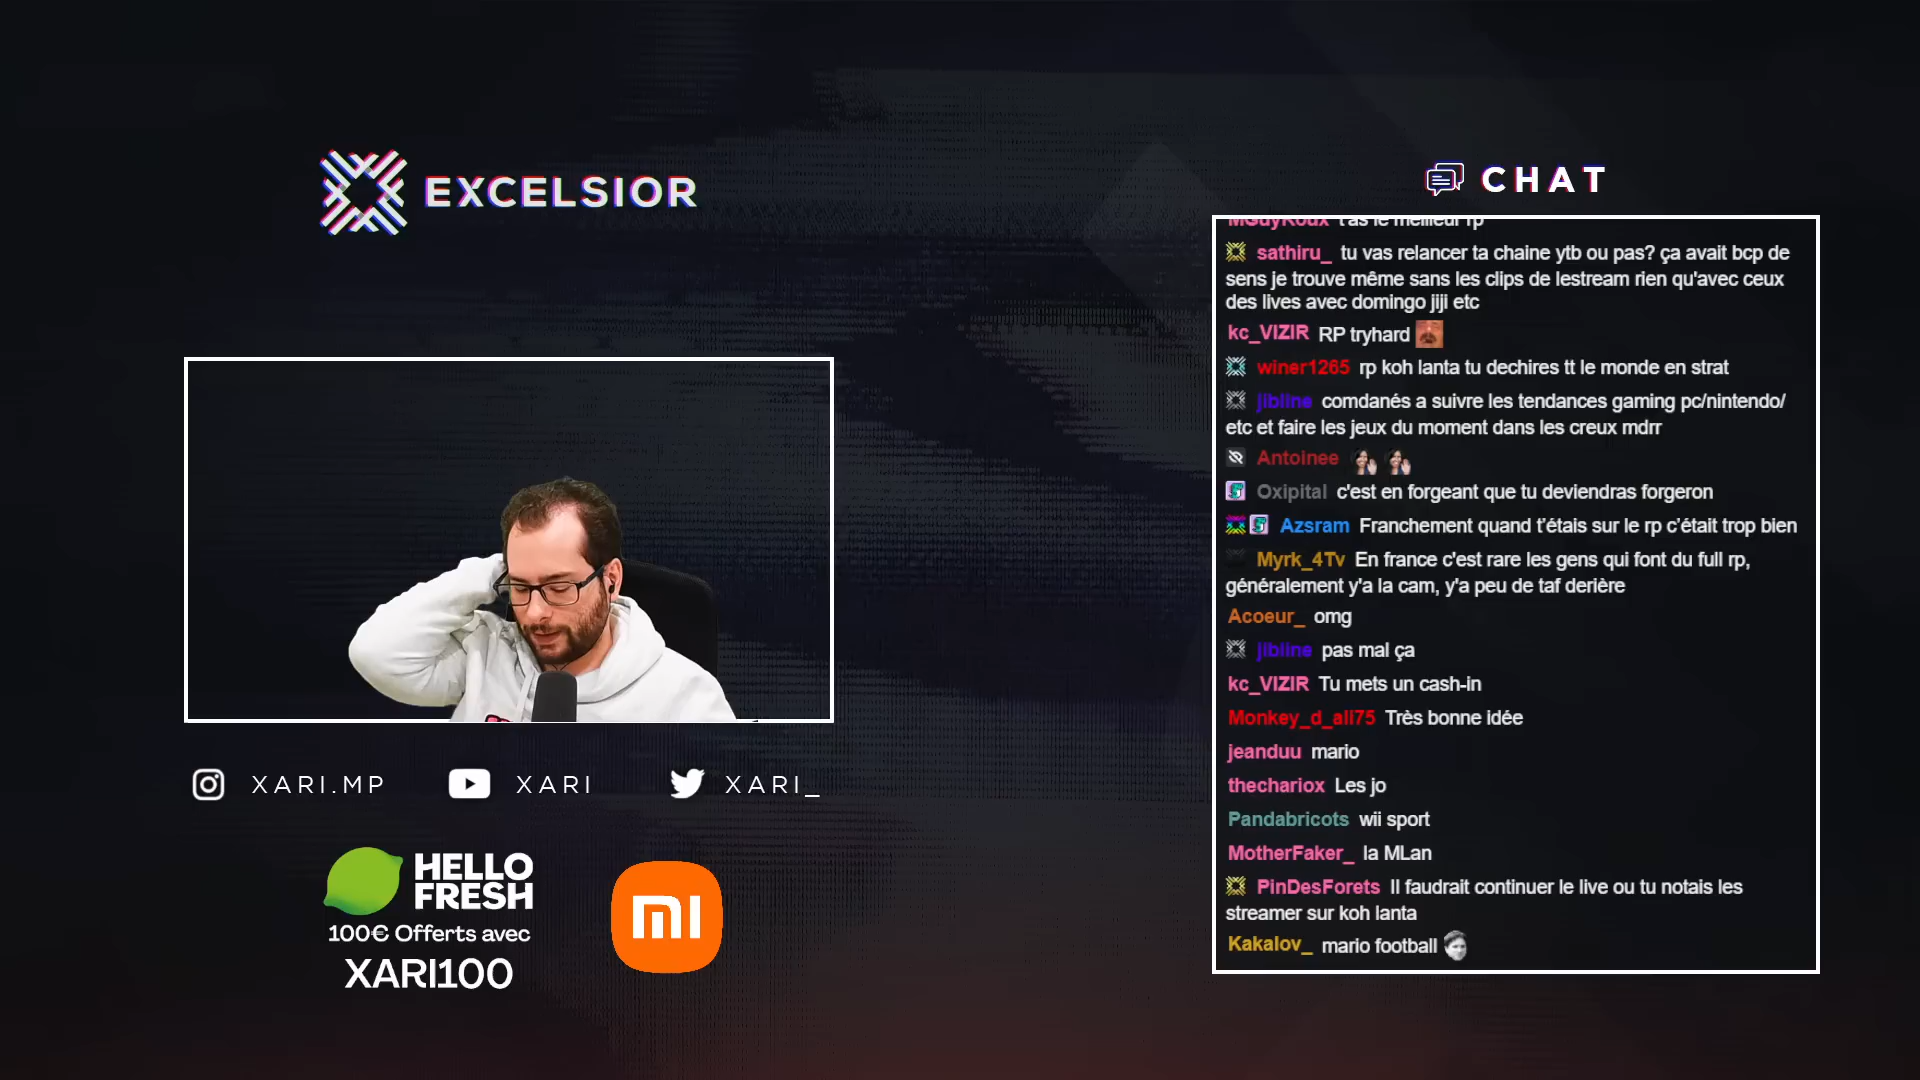 EXCELSIOR
XARI.MP
XARI
XARI_
HELLO
FRESH
100€ Offerts avec
XARI100
mi
CHAT
MGuyRoux t'as le meilleur rp
sathiru_ tu vas relancer ta chaine ytb ou pas? ça avait bcp de
sens je trouve même sans les clips de lestream rien qu'avec ceux
des lives avec domingo jiji etc
kc_VIZIR RP tryhard
winer1265 rp koh lanta tu dechires tt le monde en strat
jibline comdanés a suivre les tendances gaming pc/nintendo/
etc et faire les jeux du moment dans les creux mdrr
Antoinee
Oxipital c'est en forgeant que tu deviendras forgeron
Azsram Franchement quand t'étais sur le rp c'était trop bien
Myrk_4Tv En france c'est rare les gens qui font du full rp,
généralement y'a la cam, y'a peu de taf derière
Acoeur_ omg
jibline pas mal ça
kc_VIZIR Tu mets un cash-in
Monkey_d_ali75 Très bonne idée
jeanduu mario
thechariox Les jo
Pandabricots wii sport
MotherFaker_ la MLan
PinDesForets Il faudrait continuer le live ou tu notais les
streamer sur koh lanta
Kakalov_ mario football